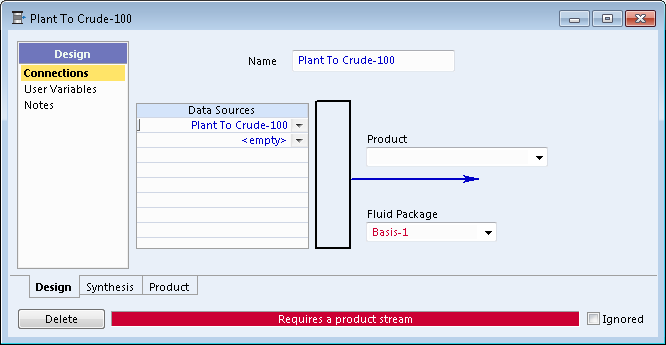 Plant To Crude-100
Design
Connections
User Variables
Notes
Name
Plant To Crude-100
Data Sources
Plant To Crude-100
<empty>
Product
Fluid Package
Basis-1
Design
Synthesis
Product
Delete
Requires a product stream
Ignored